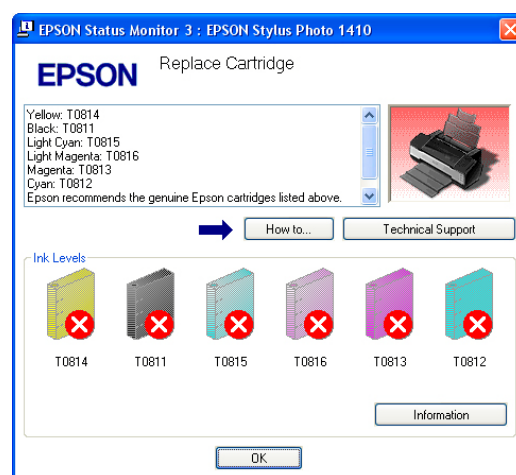 EPSON Status Monitor 3 : EPSON Stylus Photo 1410
EPSON
Replace Cartridge
Yellow: T0814
Black: T0811
Light Cyan: T0815
Light Magenta: T0816
Magenta: T0813
Cyan: T0812
Epson recommends the genuine Epson cartridges listed above.
How to...
Technical Support
Ink Levels
T0814 T0811 T0815 T0816 T0813 T0812
Information
OK